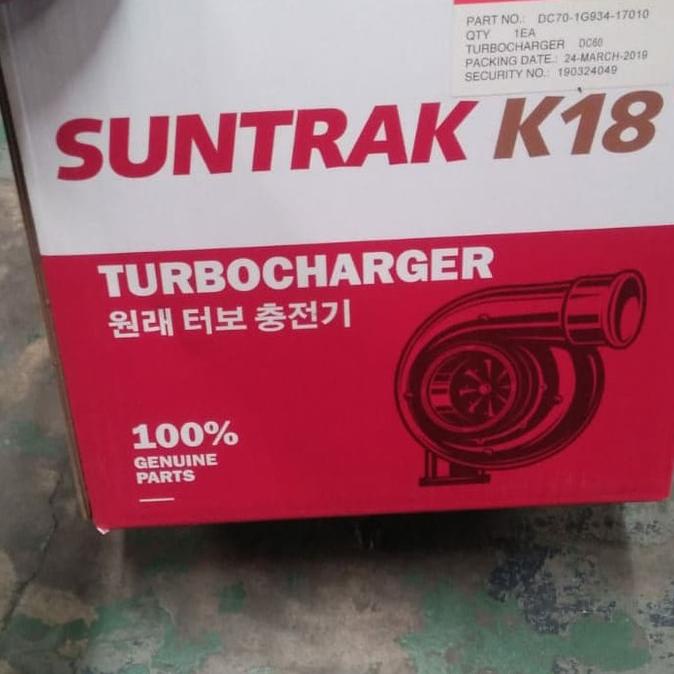 PART NO.: DC70-1G934-17010
QTY 1EA
TURBOCHARGER DC60
PACKING DATE.: 24-MARCH-2019
SECURITY NO.: 190324049
SUNTRAK K18
TURBOCHARGER
원래 터보 충전기
100%
GENUINE
PARTS